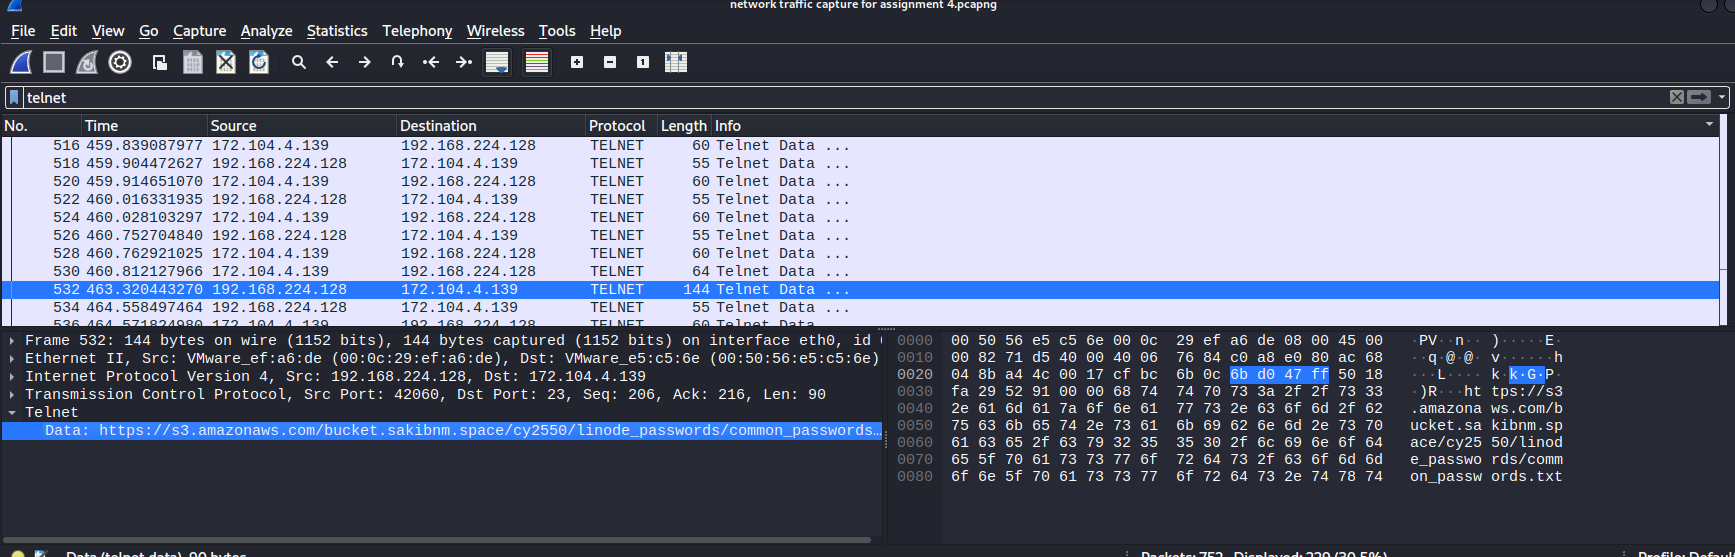 network traffic capture for assignment 4.pcapng
File Edit View Go Capture Analyze Statistics Telephony Wireless Tools Help
telnet
No. Time Source Destination Protocol Length Info
516 459.839087977 172.104.4.139 192.168.224.128 TELNET 60 Telnet Data ...
518 459.904472627 192.168.224.128 172.104.4.139 TELNET 55 Telnet Data ...
520 459.914651070 172.104.4.139 192.168.224.128 TELNET 60 Telnet Data ...
522 460.016331935 192.168.224.128 172.104.4.139 TELNET 55 Telnet Data ...
524 460.028103297 172.104.4.139 192.168.224.128 TELNET 60 Telnet Data ...
526 460.752704840 192.168.224.128 172.104.4.139 TELNET 55 Telnet Data ...
528 460.762921025 172.104.4.139 192.168.224.128 TELNET 60 Telnet Data ...
530 460.812127966 172.104.4.139 192.168.224.128 TELNET 64 Telnet Data ...
532 463.320443270 192.168.224.128 172.104.4.139 TELNET 144 Telnet Data ...
534 464.558497464 192.168.224.128 172.104.4.139 TELNET 55 Telnet Data ...
536 464.571824980 172.104.4.139 192.168.224.128 TELNET 60 Telnet Data ...
Frame 532: 144 bytes on wire (1152 bits), 144 bytes captured (1152 bits) on interface eth0, id
Ethernet II, Src: VMware_ef:a6:de (00:0c:29:ef:a6:de), Dst: VMware_e5:c5:6e (00:50:56:e5:c5:6e)
Internet Protocol Version 4, Src: 192.168.224.128, Dst: 172.104.4.139
Transmission Control Protocol, Src Port: 42060, Dst Port: 23, Seq: 206, Ack: 216, Len: 90
Telnet
Data: https://s3.amazonaws.com/bucket.sakibnm.space/cy2550/linode_passwords/common_passwords…
0000 00 50 56 e5 c5 6e 00 0c 29 ef a6 de 08 00 45 00 ·PV··n·· )·····E·
0010 00 82 71 d5 40 00 40 06 76 84 c0 a8 e0 80 ac 68 ··q·@·@· v······h
0020 04 8b a4 4c 00 17 cf bc 6b 0c 6b d0 47 ff 50 18 ···L···· k·k·G·P·
0030 fa 29 52 91 00 00 68 74 74 70 73 3a 2f 2f 73 33 ·)R···ht tps://s3
0040 2e 61 6d 61 7a 6f 6e 61 77 73 2e 63 6f 6d 2f 62 .amazona ws.com/b
0050 75 63 6b 65 74 2e 73 61 6b 69 62 6e 6d 2e 73 70 ucket.sa kibnm.sp
0060 61 63 65 2f 63 79 32 35 35 30 2f 6c 69 6e 6f 64 ace/cy25 50/linod
0070 65 5f 70 61 73 73 77 6f 72 64 73 2f 63 6f 6d 6d e_passwo rds/comm
0080 6f 6e 5f 70 61 73 73 77 6f 72 64 73 2e 74 78 74 on_passw ords.txt
Data (telnet.data), 90 bytes
Packets: 752 · Displayed: 229 (30.5%)
Profile: Default